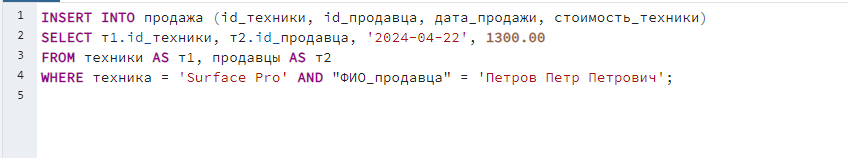 1 INSERT INTO продажа (id_техники, id_продавца, дата_продажи, стоимость_техники)
2 SELECT т1.id_техники, т2.id_продавца, '2024-04-22', 1300.00
3 FROM техники AS т1, продавцы AS т2
4 WHERE техника = 'Surface Pro' AND "ФИО_продавца" = 'Петров Петр Петрович';
5